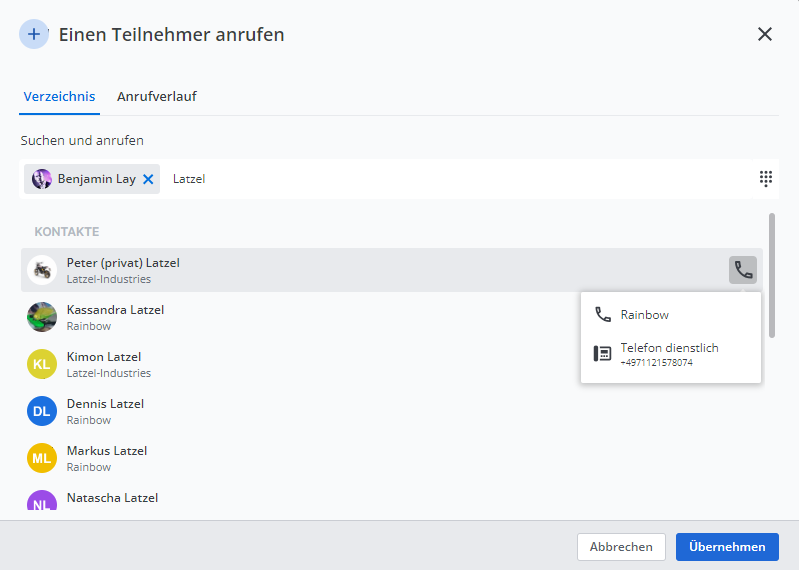 Einen Teilnehmer anrufen
Verzeichnis Anrufverlauf
Suchen und anrufen
Benjamin Lay Latzel
KONTAKTE
Peter (privat) Latzel
Latzel-Industries
Rainbow
Telefon dienstlich
+4971121578074
Kassandra Latzel
Rainbow
KL
Kimon Latzel
Latzel-Industries
DL
Dennis Latzel
Rainbow
ML
Markus Latzel
Rainbow
NL
Natascha Latzel
Abbrechen Übernehmen